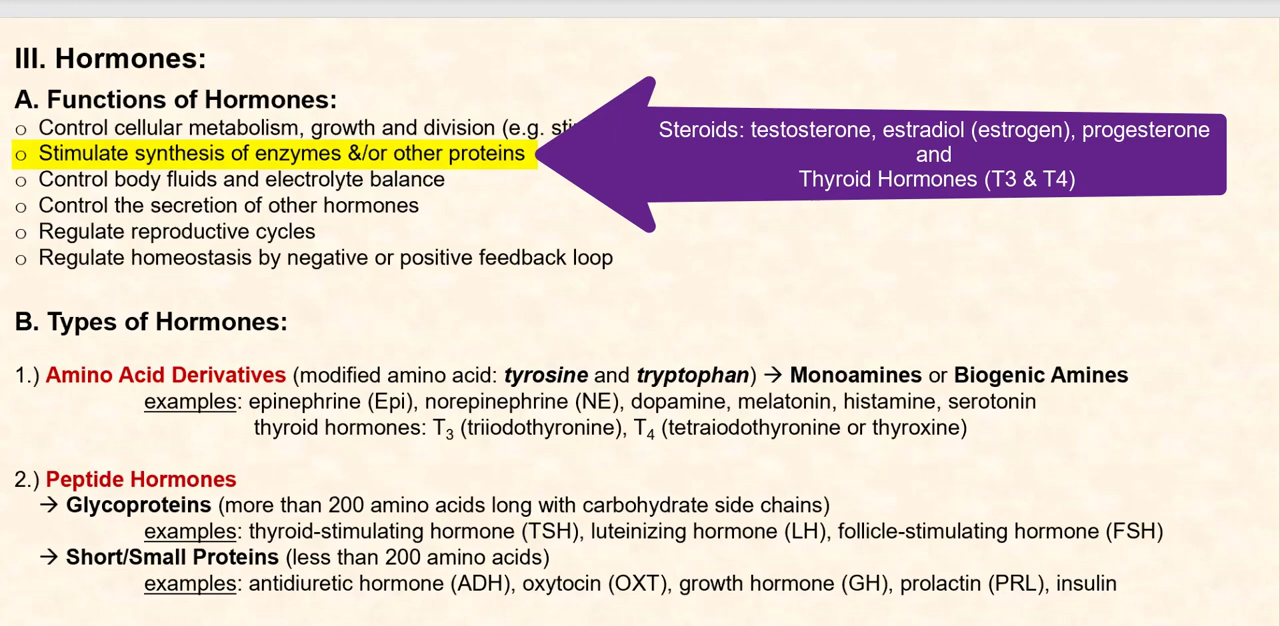 III. Hormones:
A. Functions of Hormones:
o Control cellular metabolism, growth and division (e.g.
o Stimulate synthesis of enzymes &/or other proteins
o Control body fluids and electrolyte balance
o Control the secretion of other hormones
o Regulate reproductive cycles
o Regulate homeostasis by negative or positive feedback loop
Steroids: testosterone, estradiol (estrogen), progesterone
and
Thyroid Hormones (T3 & T4)
B. Types of Hormones:
1.) Amino Acid Derivatives (modified amino acid: tyrosine and tryptophan) → Monoamines or Biogenic Amines
examples: epinephrine (Epi), norepinephrine (NE), dopamine, melatonin, histamine, serotonin
thyroid hormones: T₃ (triiodothyronine), T₄ (tetraiodothyronine or thyroxine)
2.) Peptide Hormones
→ Glycoproteins (more than 200 amino acids long with carbohydrate side chains)
examples: thyroid-stimulating hormone (TSH), luteinizing hormone (LH), follicle-stimulating hormone (FSH)
→ Short/Small Proteins (less than 200 amino acids)
examples: antidiuretic hormone (ADH), oxytocin (OXT), growth hormone (GH), prolactin (PRL), insulin